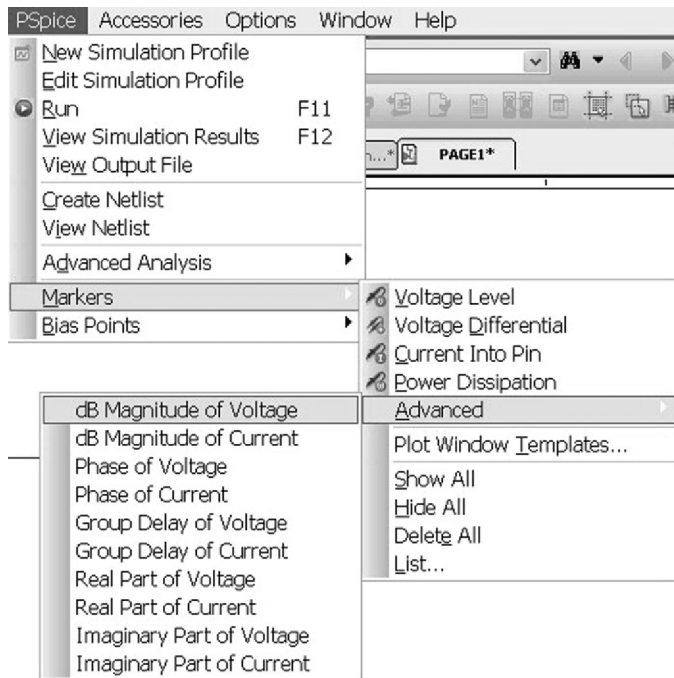 PSpice Accessories Options Window Help
New Simulation Profile
Edit Simulation Profile
Run F11
View Simulation Results F12
View Output File
Create Netlist
View Netlist
Advanced Analysis
Markers
Bias Points
PAGE1*
1
Voltage Level
Voltage Differential
Current Into Pin
Power Dissipation
Advanced
Plot Window Templates...
Show All
Hide All
Delete All
List...
dB Magnitude of Voltage
dB Magnitude of Current
Phase of Voltage
Phase of Current
Group Delay of Voltage
Group Delay of Current
Real Part of Voltage
Real Part of Current
Imaginary Part of Voltage
Imaginary Part of Current